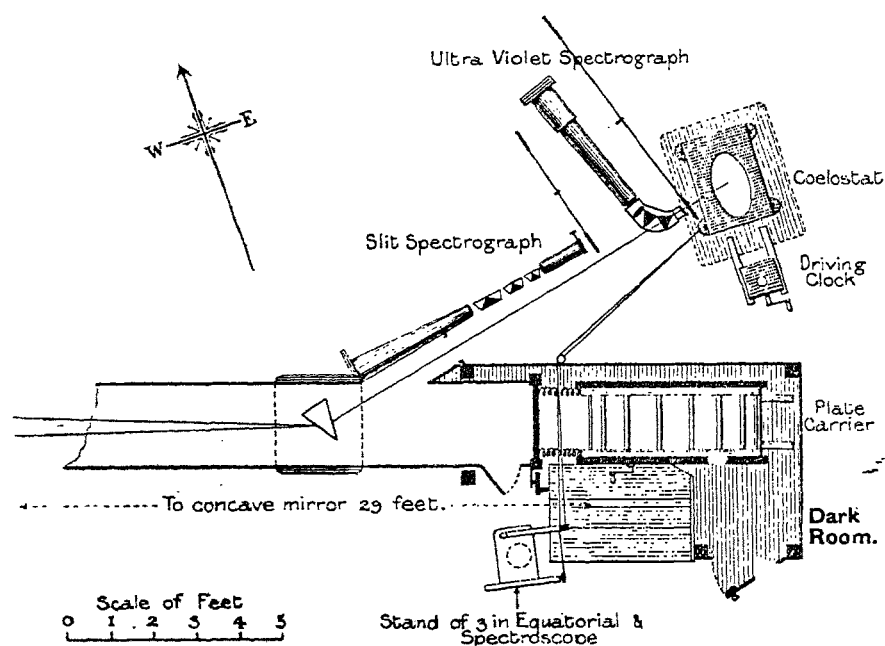 Ultra Violet Spectrograph
W E
Coelostat
Slit Spectrograph
Driving
Clock
Plate
Carrier
To concave mirror 29 feet.
Dark
Room.
Scale of Feet
0 1 2 3 4 5
Stand of 3 in Equatorial &
Spectroscope